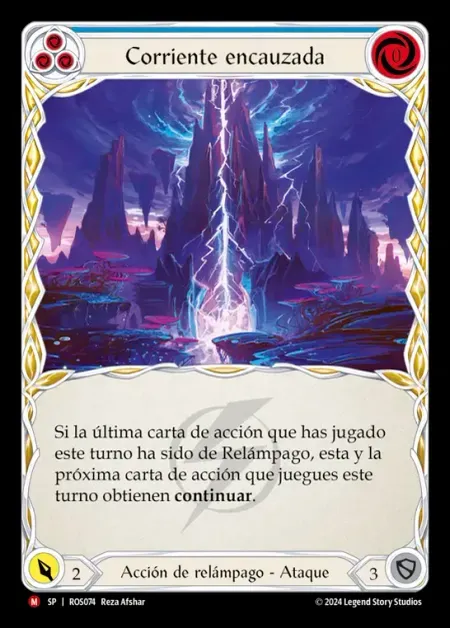 Corriente encauzada
0
Si la última carta de acción que has jugado
este turno ha sido de Relámpago, esta y la
próxima carta de acción que juegues este
turno obtienen continuar.
2
Acción de relámpago - Ataque
3
M SP | ROS074 Reza Afshar
© 2024 Legend Story Studios